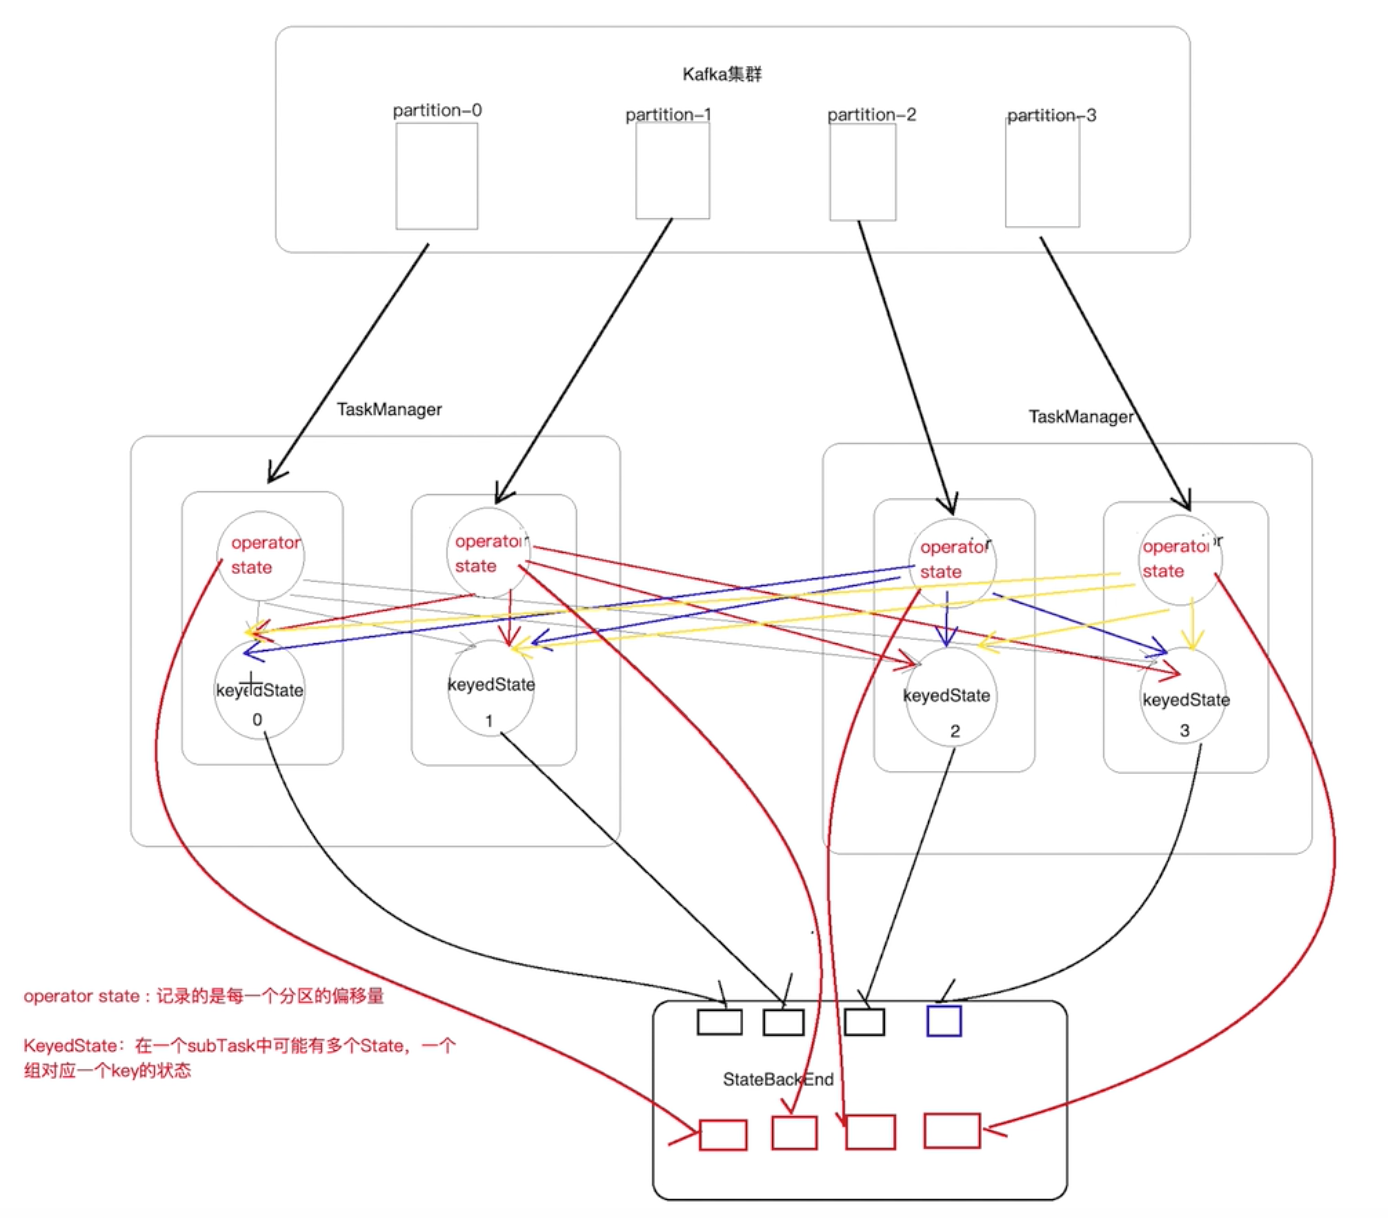 Kafka集群
partition-0
partition-1
partition-2
partition-3
TaskManager
TaskManager
operator
state
operator
state
operator
state
operator
state
keyedState
0
keyedState
1
keyedState
2
keyedState
3
operator state : 记录的是每一个分区的偏移量
KeyedState: 在一个subTask中可能有多个State, 一个
组对应一个key的状态
StateBackEnd